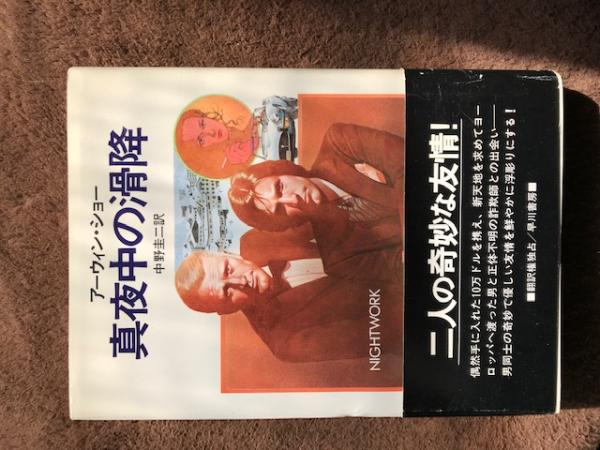 アーウィン・ショー
真夜中の滑降
中野圭二訳
NIGHTWORK
二人の奇妙な友情!
偶然手に入れた10万ドルを携え、新天地を求めてヨー
ロッパへ渡った男と正体不明の詐欺師との出会い──
男同士の奇妙で優しい友情を鮮やかに浮彫りにする!
■翻訳権独占/早川書房■